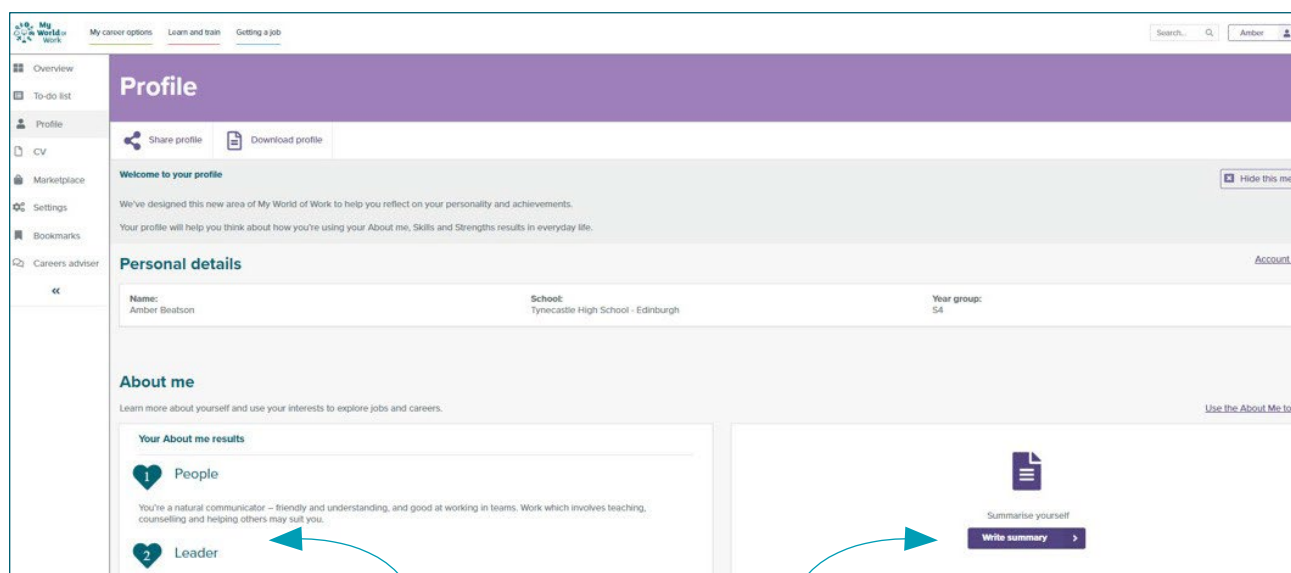 My
World of
Work
My career options Learn and train Getting a job
Search... Amber
Overview
To-do list
Profile
CV
Marketplace
Settings
Bookmarks
Careers adviser
Profile
Share profile Download profile
Welcome to your profile
Hide this me
We've designed this new area of My World of Work to help you reflect on your personality and achievements.
Your profile will help you think about how you're using your About me, Skills and Strengths results in everyday life.
Personal details
Account
Name: School: Year group:
Amber Beatson Tynecastle High School - Edinburgh S4
About me
Learn more about yourself and use your interests to explore jobs and careers.
Use the About Me to
Your About me results
1 People
You're a natural communicator – friendly and understanding, and good at working in teams. Work which involves teaching,
counselling and helping others may suit you.
2 Leader
Summarise yourself
Write summary